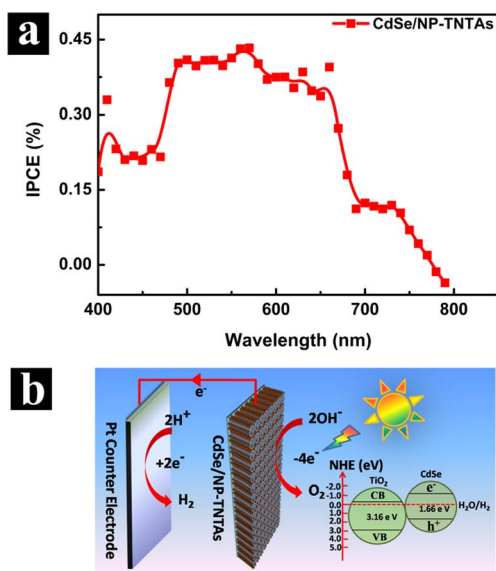 a
CdSe/NP-TNTAs
IPCE (%)
0.45
0.30
0.15
0.00
400 500 600 700 800
Wavelength (nm)
b
e-
Pt Counter Electrode
2H+
+2e-
H2
CdSe/NP-TNTAs
2OH-
-4e-
O2
NHE (eV)
-2.0
-1.0
0.0
1.0
2.0
3.0
4.0
5.0
TiO2
CB
3.16 eV
VB
CdSe
e-
1.66 eV
h+
H2O/H2